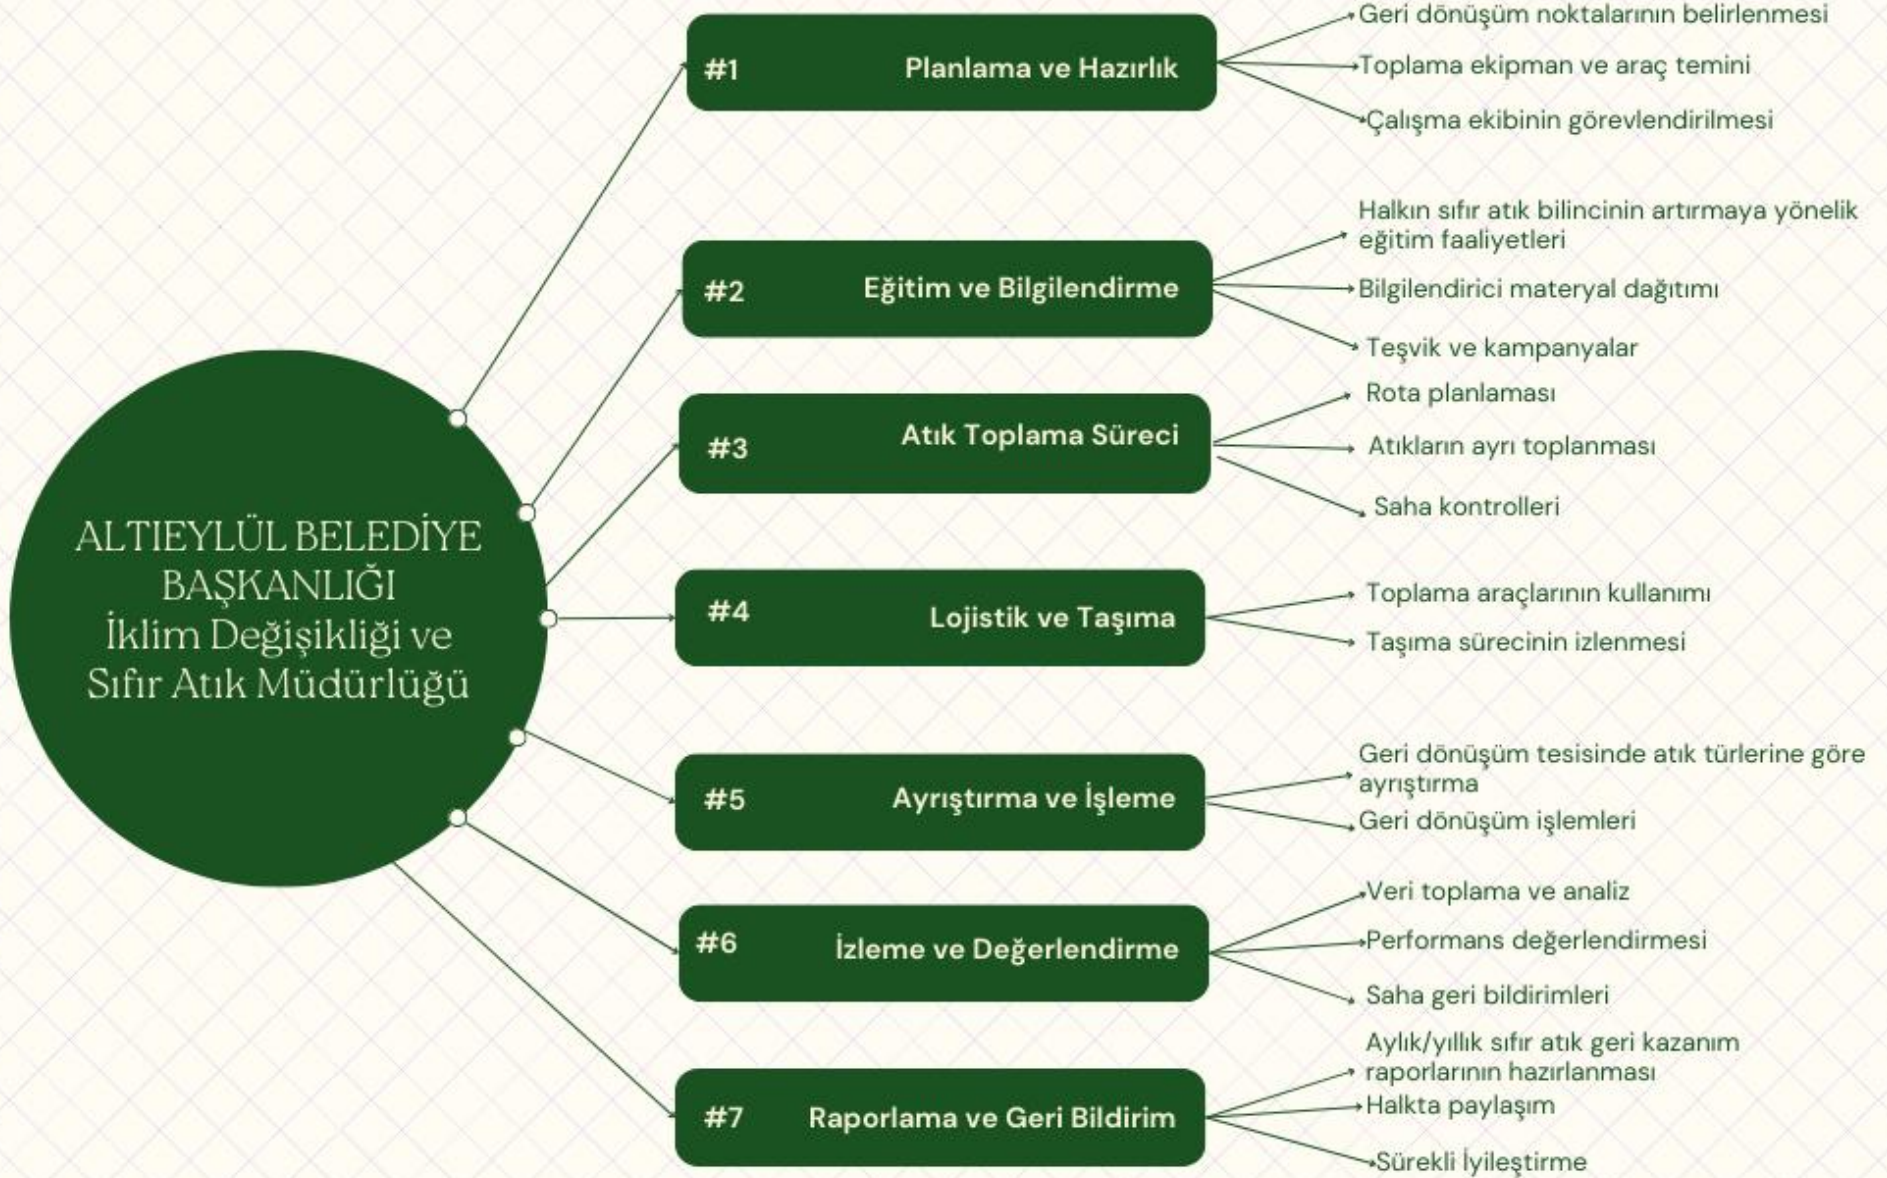 ALTIEYLÜL BELEDİYE
BAŞKANLIĞI
İklim Değişikliği ve
Sıfır Atık Müdürlüğü
#1 Planlama ve Hazırlık
Geri dönüşüm noktalarının belirlenmesi
Toplama ekipman ve araç temini
Çalışma ekibinin görevlendirilmesi
#2 Eğitim ve Bilgilendirme
Halkın sıfır atık bilincinin artırmaya yönelik
eğitim faaliyetleri
Bilgilendirici materyal dağıtımı
Teşvik ve kampanyalar
#3 Atık Toplama Süreci
Rota planlaması
Atıkların ayrı toplanması
Saha kontrolleri
#4 Lojistik ve Taşıma
Toplama araçlarının kullanımı
Taşıma sürecinin izlenmesi
#5 Ayrıştırma ve İşleme
Geri dönüşüm tesisinde atık türlerine göre
ayrıştırma
Geri dönüşüm işlemleri
#6 İzleme ve Değerlendirme
Veri toplama ve analiz
Performans değerlendirmesi
Saha geri bildirimleri
#7 Raporlama ve Geri Bildirim
Aylık/yıllık sıfır atık geri kazanım
raporlarının hazırlanması
Halkta paylaşım
Sürekli İyileştirme